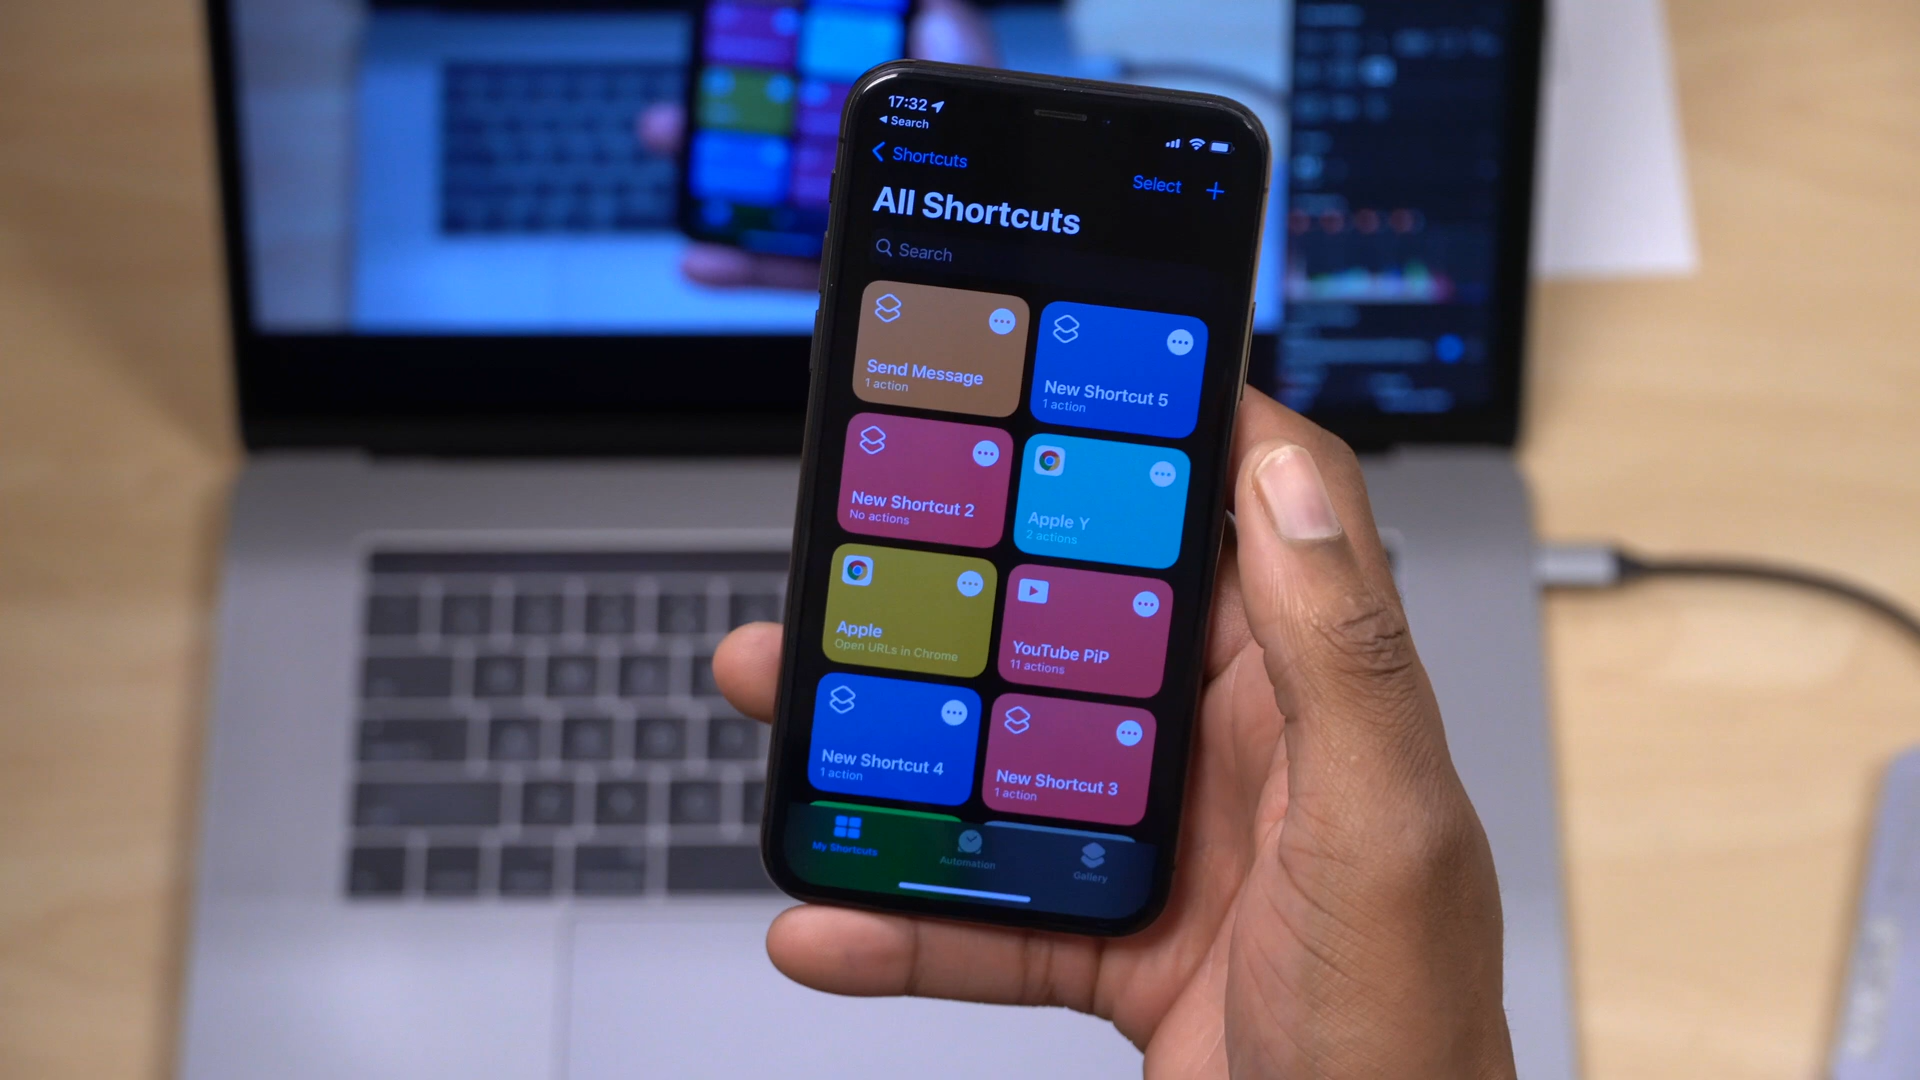 17:32
Search
Shortcuts
Select
All Shortcuts
Search
Send Message
1 action
New Shortcut 5
1 action
New Shortcut 2
No actions
Apple Y
2 actions
Apple
Open URLs in Chrome
YouTube PiP
11 actions
New Shortcut 4
1 action
New Shortcut 3
1 action
My Shortcuts
Automation
Gallery